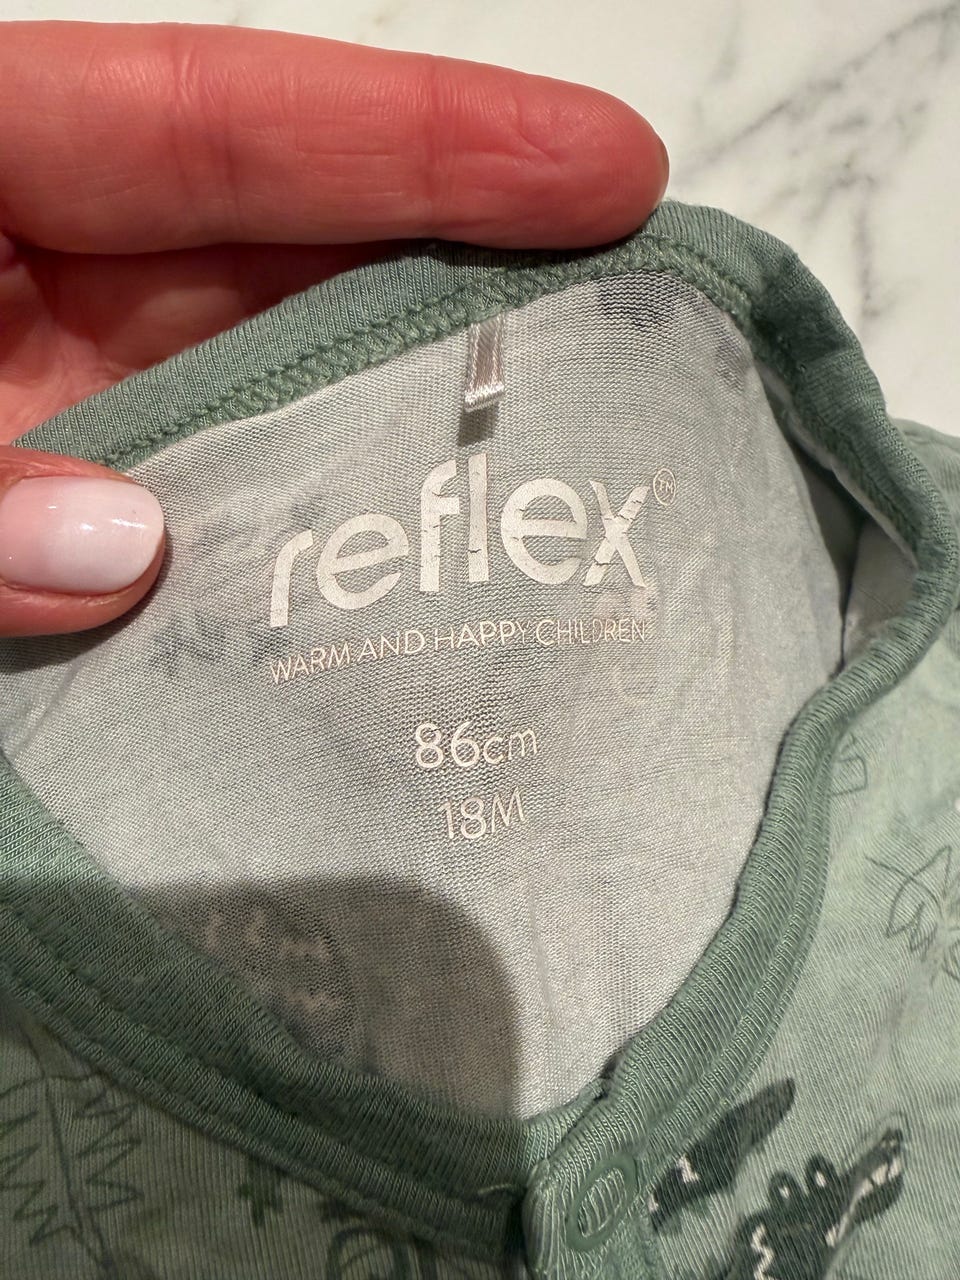 reflex™
WARM AND HAPPY CHILDREN
86cm
18M